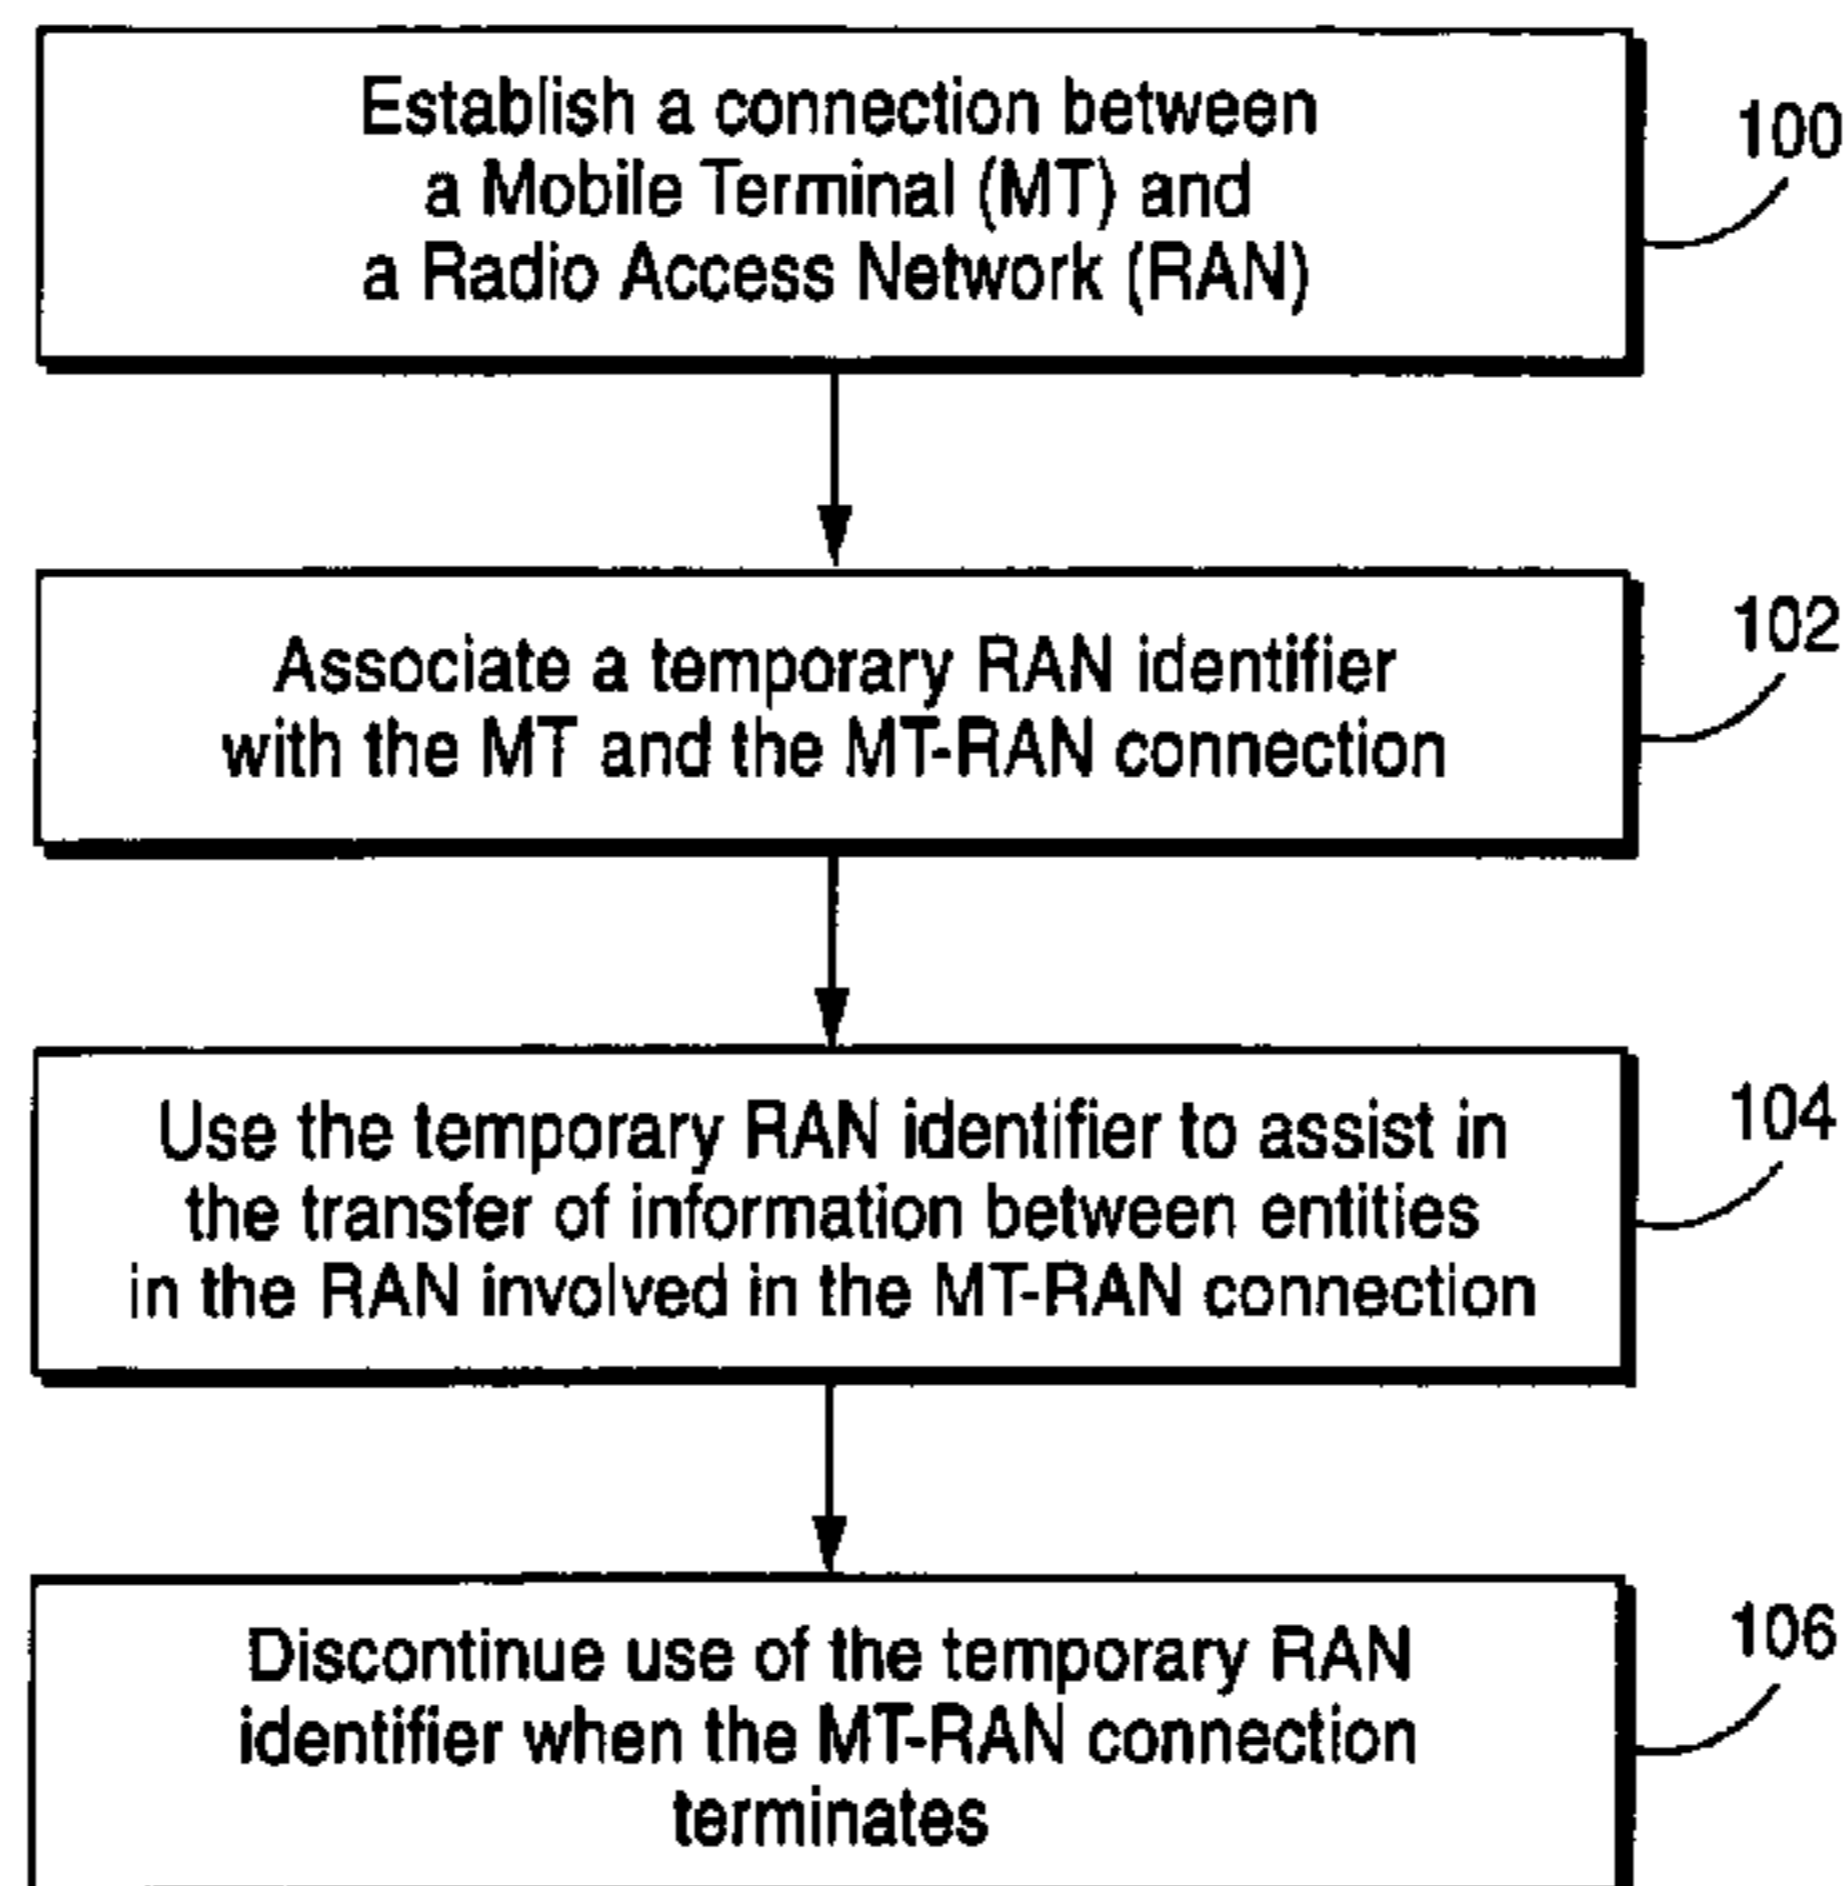 Establish a connection between
a Mobile Terminal (MT) and
a Radio Access Network (RAN)
100
Associate a temporary RAN identifier
with the MT and the MT-RAN connection
102
Use the temporary RAN identifier to assist in
the transfer of information between entities
in the RAN involved in the MT-RAN connection
104
Discontinue use of the temporary RAN
identifier when the MT-RAN connection
terminates
106